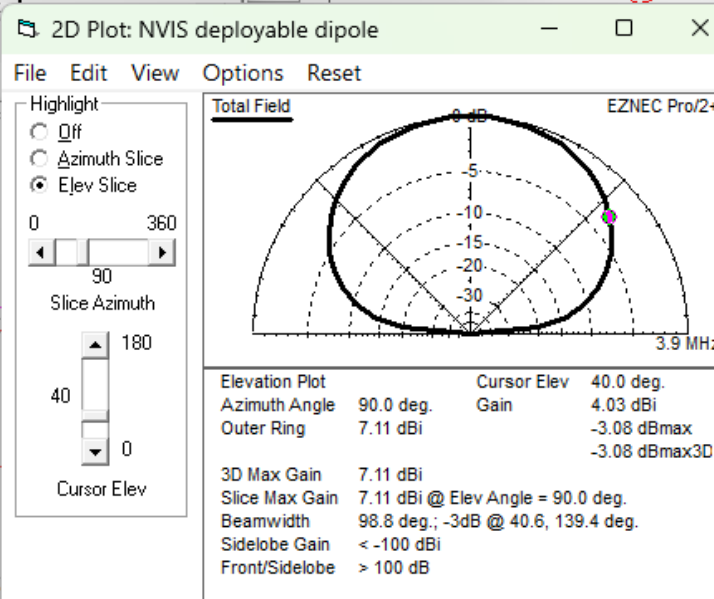 2D Plot: NVIS deployable dipole
File Edit View Options Reset
Highlight
Off
Azimuth Slice
Elev Slice
0 360
90
Slice Azimuth
180
40
0
Cursor Elev
Total Field
EZNEC Pro/2+
0 dB
-5
-10
-15
-20
-30
3.9 MHz
Elevation Plot Cursor Elev 40.0 deg.
Azimuth Angle 90.0 deg. Gain 4.03 dBi
Outer Ring 7.11 dBi -3.08 dBmax
-3.08 dBmax3D
3D Max Gain 7.11 dBi
Slice Max Gain 7.11 dBi @ Elev Angle = 90.0 deg.
Beamwidth 98.8 deg.; -3dB @ 40.6, 139.4 deg.
Sidelobe Gain < -100 dBi
Front/Sidelobe > 100 dB